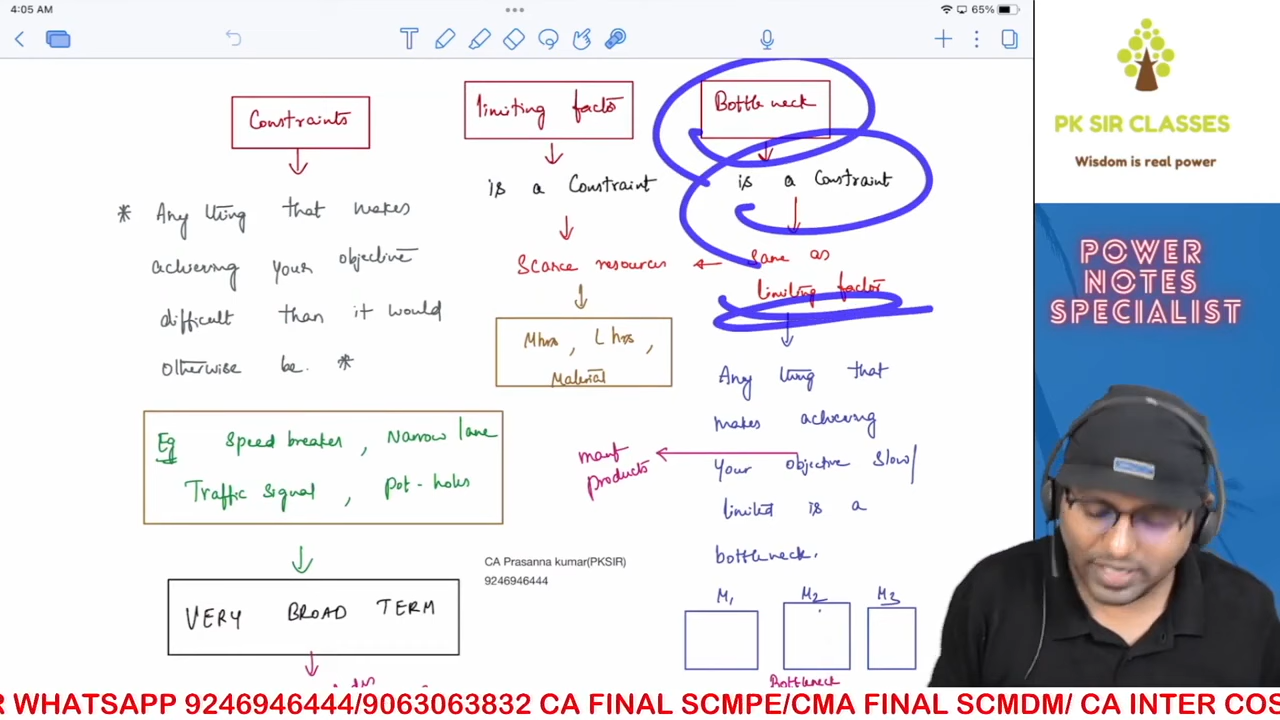 4:05 AM
65%
T
Constraints
* Any thing that makes
achieving your objective
difficult than it would
otherwise be. *
Eg Speed breaker, Narrow lane
Traffic signal, Pot-holes
VERY BROAD TERM
limiting factor
is a Constraint
Scarce resources
Mhrs, Lhrs,
Material
Bottleneck
is a Constraint
Same as
limiting factor
Any thing that
makes achieving
your objective slow/
limited is a
bottleneck.
manf
products
CA Prasanna kumar(PKSIR)
9246946444
M1 M2 M3
Bottleneck
PK SIR CLASSES
Wisdom is real power
POWER
NOTES
SPECIALIST
R WHATSAPP 9246946444/9063063832 CA FINAL SCMPE/CMA FINAL SCMDM/ CA INTER COS